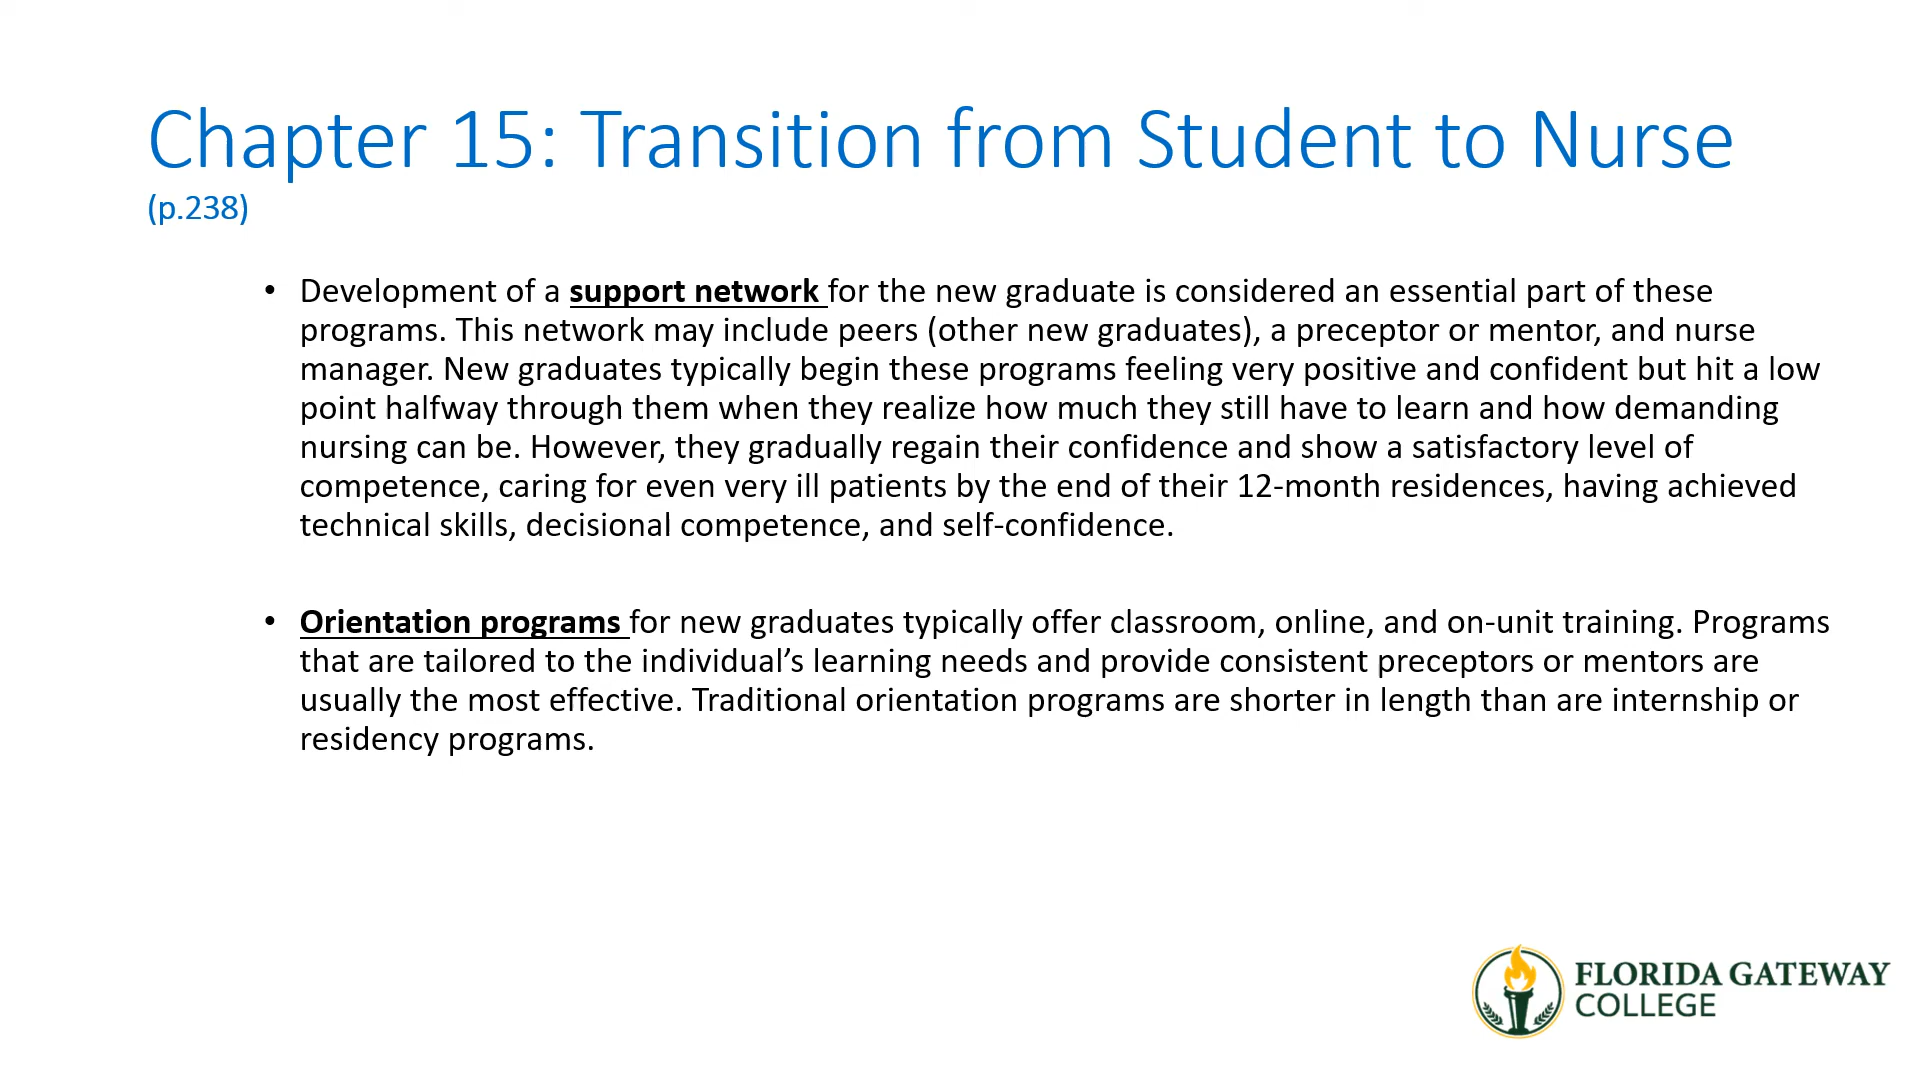 Chapter 15: Transition from Student to Nurse
(p.238)
• Development of a support network for the new graduate is considered an essential part of these
programs. This network may include peers (other new graduates), a preceptor or mentor, and nurse
manager. New graduates typically begin these programs feeling very positive and confident but hit a low
point halfway through them when they realize how much they still have to learn and how demanding
nursing can be. However, they gradually regain their confidence and show a satisfactory level of
competence, caring for even very ill patients by the end of their 12-month residences, having achieved
technical skills, decisional competence, and self-confidence.
• Orientation programs for new graduates typically offer classroom, online, and on-unit training. Programs
that are tailored to the individual’s learning needs and provide consistent preceptors or mentors are
usually the most effective. Traditional orientation programs are shorter in length than are internship or
residency programs.
FLORIDA GATEWAY
COLLEGE